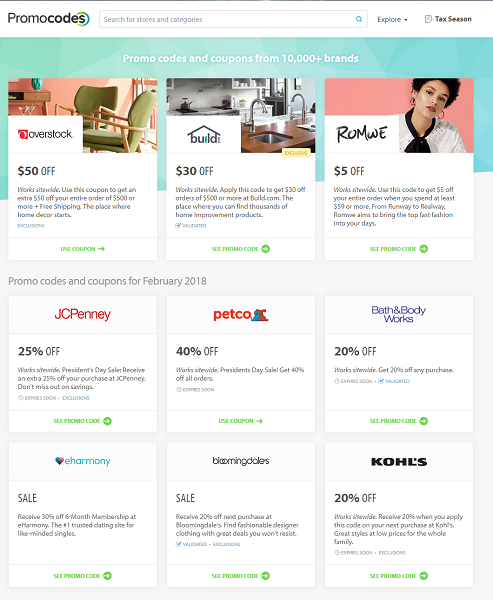 Promocodes
Search for stores and categories
Explore
Tax Season
Promo codes and coupons from 10,000+ brands
overstock.
$50 OFF
Works sitewide. Use this coupon to get an
extra $50 off your entire order of $500
or more + Free Shipping. The place where
home decor starts.
EXCLUSIONS
USE COUPON
build
EXCLUSIVE
$30 OFF
Works sitewide. Apply this code to get $30 off
orders of $500 or more at Build.com. The
place where you can find thousands of
home improvement products.
VALIDATED
SEE PROMO CODE
ROMWE
$5 OFF
Works sitewide. Use this code to get $5 off
your entire order when you spend at least
$59 or more. From Runway to Realway,
Romwe aims to bring the top fast fashion
into your days.
SEE PROMO CODE
Promo codes and coupons for February 2018
JCPenney
25% OFF
Works sitewide. President's Day Sale: Receive
an extra 25% off your purchase at JCPenney.
Don't miss out on savings.
EXPIRES SOON • EXCLUSIONS
SEE PROMO CODE
petco
40% OFF
Works sitewide. Presidents Day Sale! Get 40%
off all orders.
EXPIRES SOON
USE COUPON
Bath&Body
Works
20% OFF
Works sitewide. Get 20% off any purchase.
EXPIRES SOON • VALIDATED
SEE PROMO CODE
eharmony
SALE
Receive 30% off 6-Month Membership at
eHarmony. The #1 trusted dating site for
like-minded singles.
SEE PROMO CODE
bloomingdale's
SALE
Receive 20% off next purchase at
Bloomingdale's. Find fashionable designer
clothing with great deals you won't resist.
VALIDATED • EXCLUSIONS
SEE PROMO CODE
KOHL'S
20% OFF
Works sitewide. Receive 20% when you apply
this code on your next purchase at Kohl's.
Great styles at low prices for the whole
family.
EXPIRES SOON • EXCLUSIONS
SEE PROMO CODE